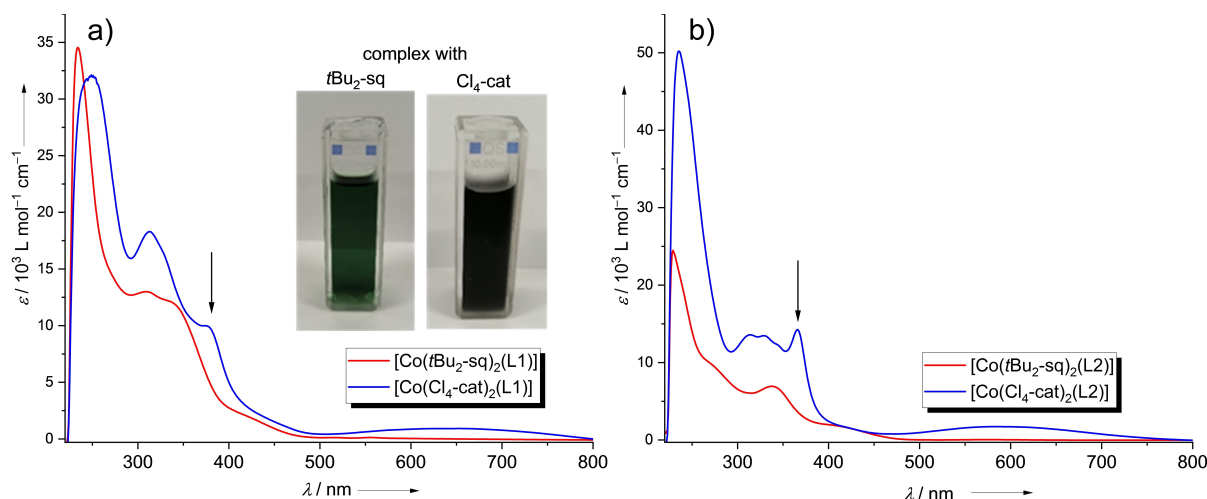 a)
complex with
tBu₂-sq
Cl₄-cat
QS
10,00
35
30
25
20
15
10
5
0
ε / 10³ L mol⁻¹ cm⁻¹
[Co(tBu₂-sq)₂(L1)]
[Co(Cl₄-cat)₂(L1)]
300 400 500 600 700 800
λ / nm
b)
50
40
30
20
10
0
ε / 10³ L mol⁻¹ cm⁻¹
[Co(tBu₂-sq)₂(L2)]
[Co(Cl₄-cat)₂(L2)]
300 400 500 600 700 800
λ / nm